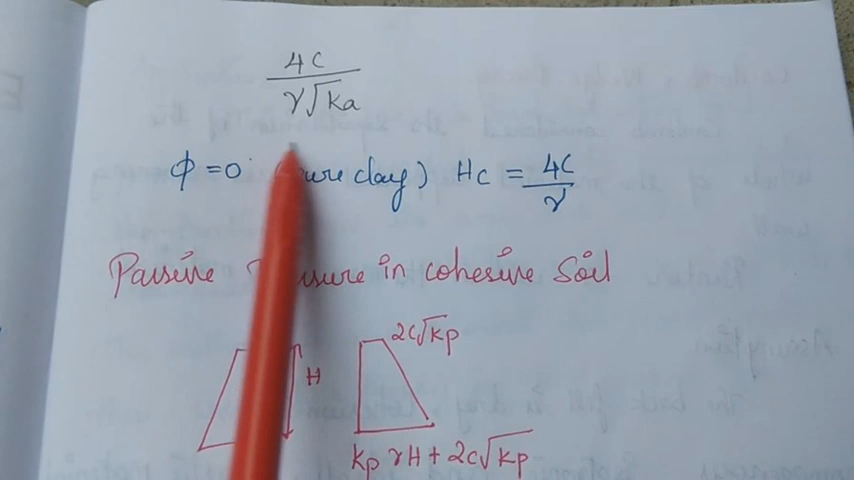 4C
γ√Ka
ϕ=0 clay) Hc = 4C/γ
Passive in cohesive Soil
2C√Kp
H
Kp γH + 2C√Kp